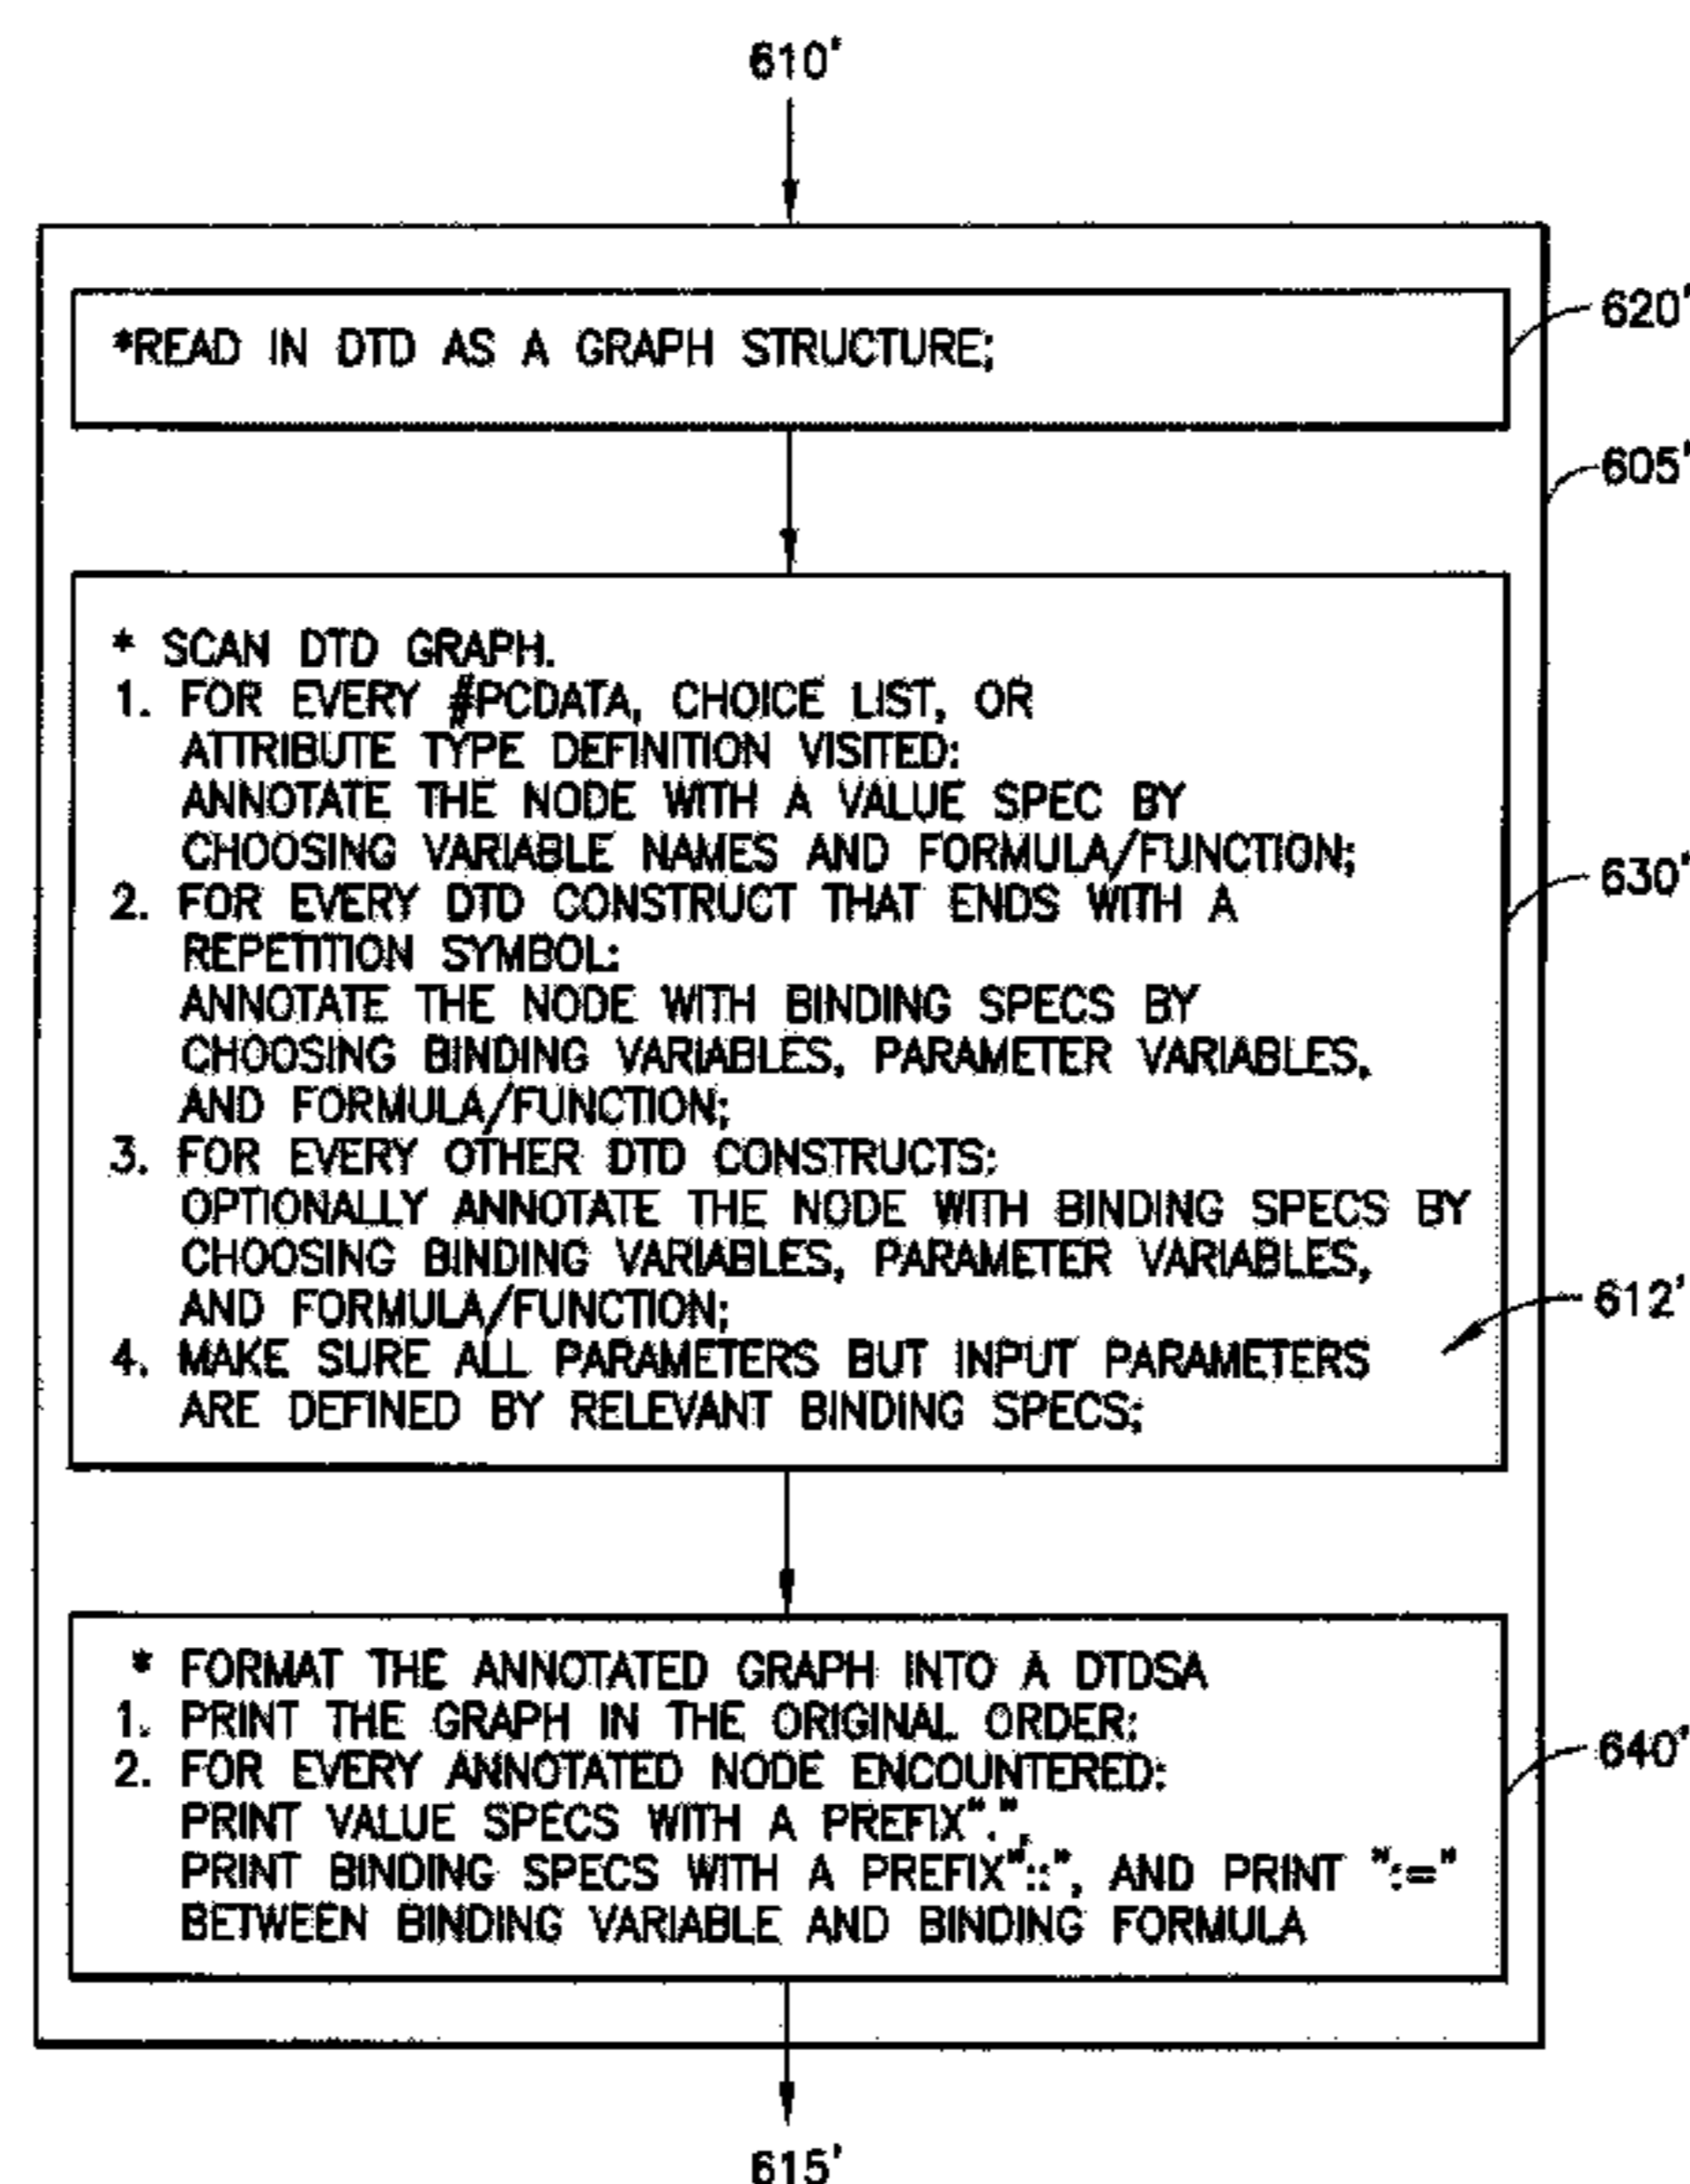 610'
*READ IN DTD AS A GRAPH STRUCTURE;
620'
605'
* SCAN DTD GRAPH.
1. FOR EVERY #PCDATA, CHOICE LIST, OR
ATTRIBUTE TYPE DEFINITION VISITED:
ANNOTATE THE NODE WITH A VALUE SPEC BY
CHOOSING VARIABLE NAMES AND FORMULA/FUNCTION;
2. FOR EVERY DTD CONSTRUCT THAT ENDS WITH A
REPETITION SYMBOL:
ANNOTATE THE NODE WITH BINDING SPECS BY
CHOOSING BINDING VARIABLES, PARAMETER VARIABLES,
AND FORMULA/FUNCTION;
3. FOR EVERY OTHER DTD CONSTRUCTS:
OPTIONALLY ANNOTATE THE NODE WITH BINDING SPECS BY
CHOOSING BINDING VARIABLES, PARAMETER VARIABLES,
AND FORMULA/FUNCTION;
4. MAKE SURE ALL PARAMETERS BUT INPUT PARAMETERS
ARE DEFINED BY RELEVANT BINDING SPECS;
630'
612'
* FORMAT THE ANNOTATED GRAPH INTO A DTDSA
1. PRINT THE GRAPH IN THE ORIGINAL ORDER:
2. FOR EVERY ANNOTATED NODE ENCOUNTERED:
PRINT VALUE SPECS WITH A PREFIX":",
PRINT BINDING SPECS WITH A PREFIX"::", AND PRINT ":="
BETWEEN BINDING VARIABLE AND BINDING FORMULA
640'
615'